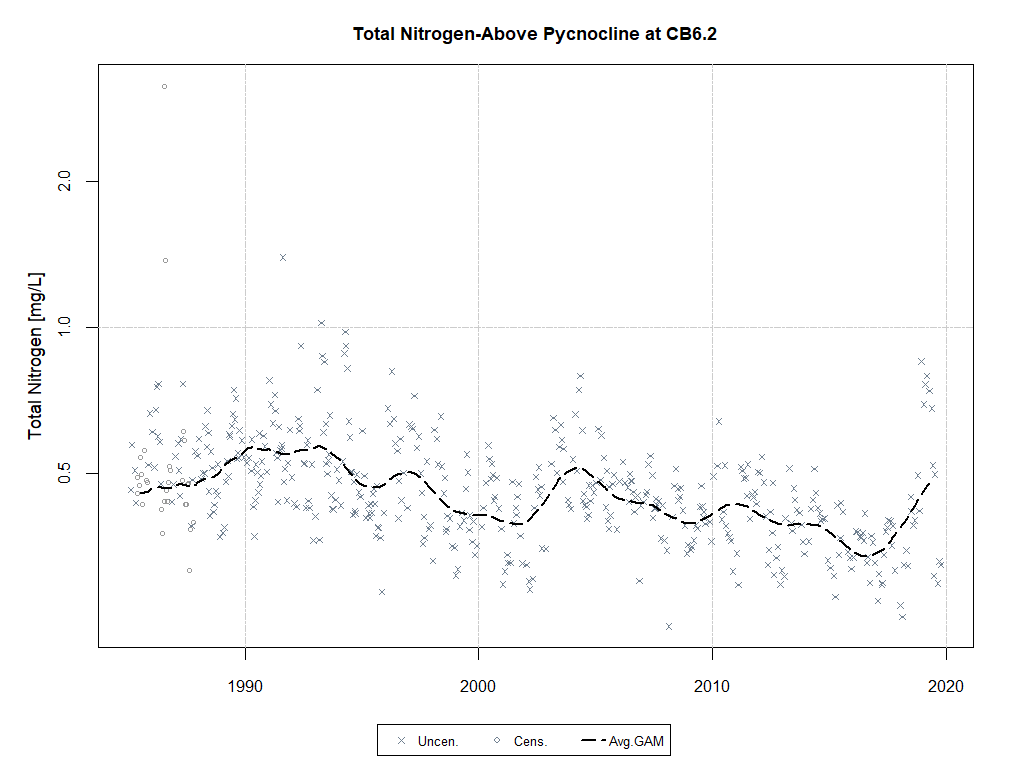 Total Nitrogen-Above Pycnocline at CB6.2
Total Nitrogen [mg/L]
2.0
1.0
0.5
1990 2000 2010 2020
Uncen. Cens. Avg.GAM